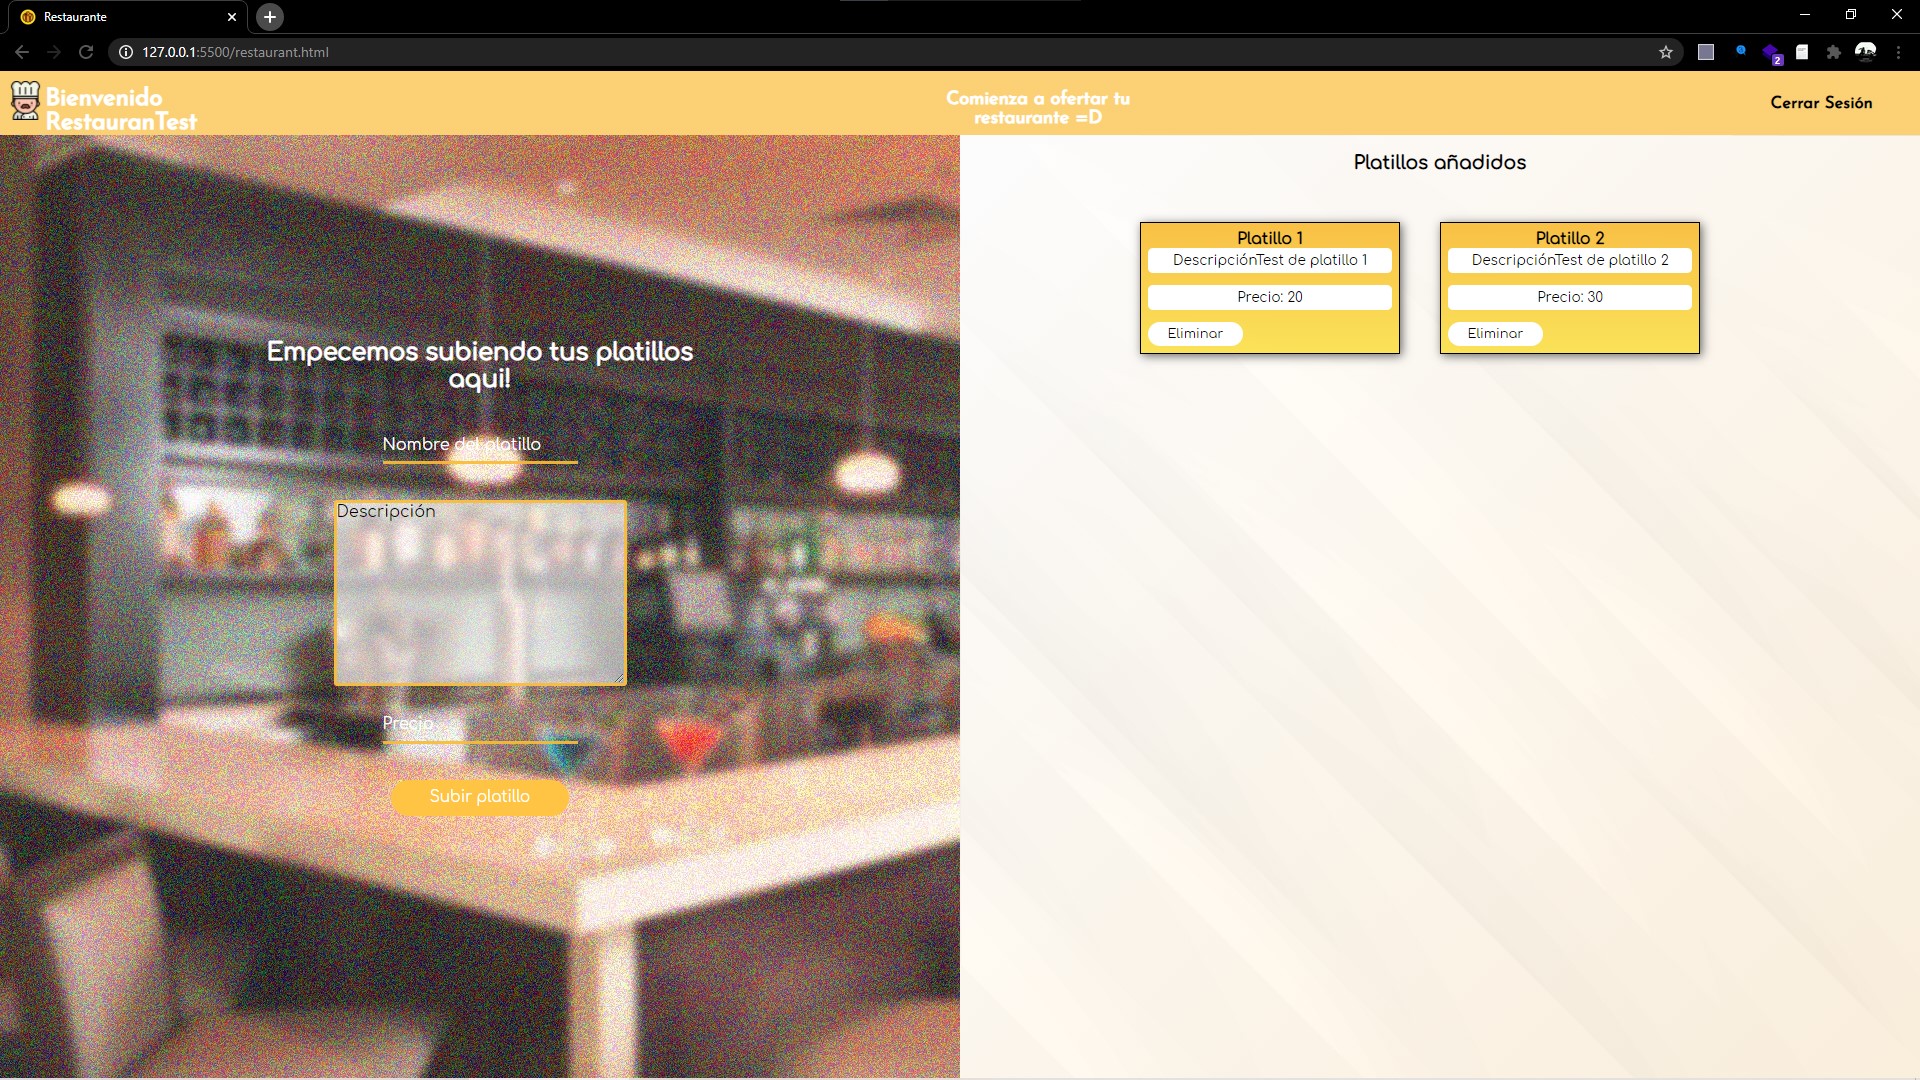 Restaurante
127.0.0.1:5500/restaurant.html
2
Bienvenido
RestauranTest
Comienza a ofertar tu
restaurante =D
Cerrar Sesión
Empecemos subiendo tus platillos
aqui!
Nombre del platillo
Descripción
Precio
Subir platillo
Platillos añadidos
Platillo 1
DescripciónTest de platillo 1
Precio: 20
Eliminar
Platillo 2
DescripciónTest de platillo 2
Precio: 30
Eliminar